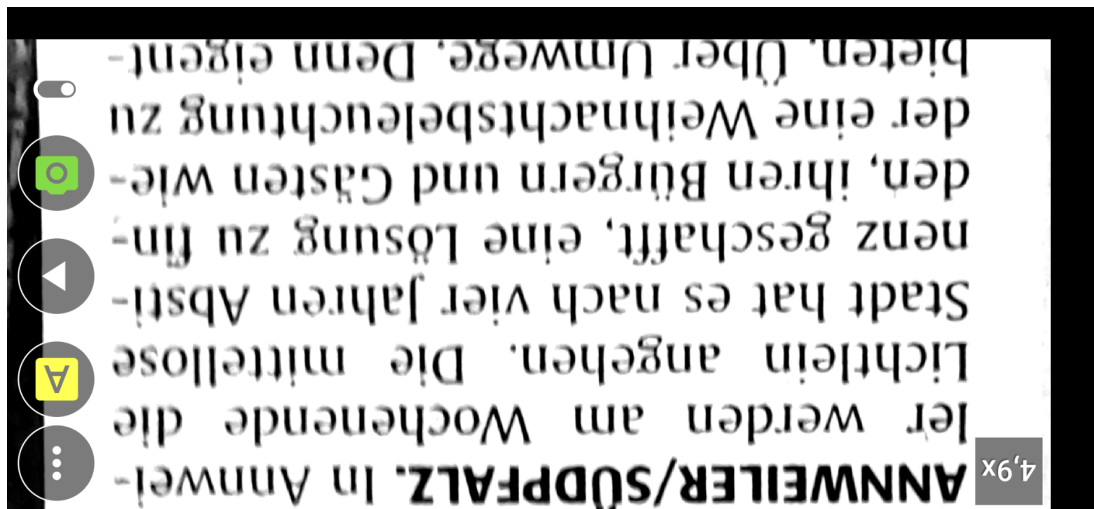 4,9x
ANNWEILER/SÜDPFALZ. In Annwei-
ler werden am Wochenende die
Lichtlein angehen. Die mittellose
Stadt hat es nach vier Jahren Absti-
nenz geschafft, eine Lösung zu fin-
den, ihren Bürgern und Gästen wie-
der eine Weihnachtsbeleuchtung zu
bieten. Über Umwege. Denn eigent-
A